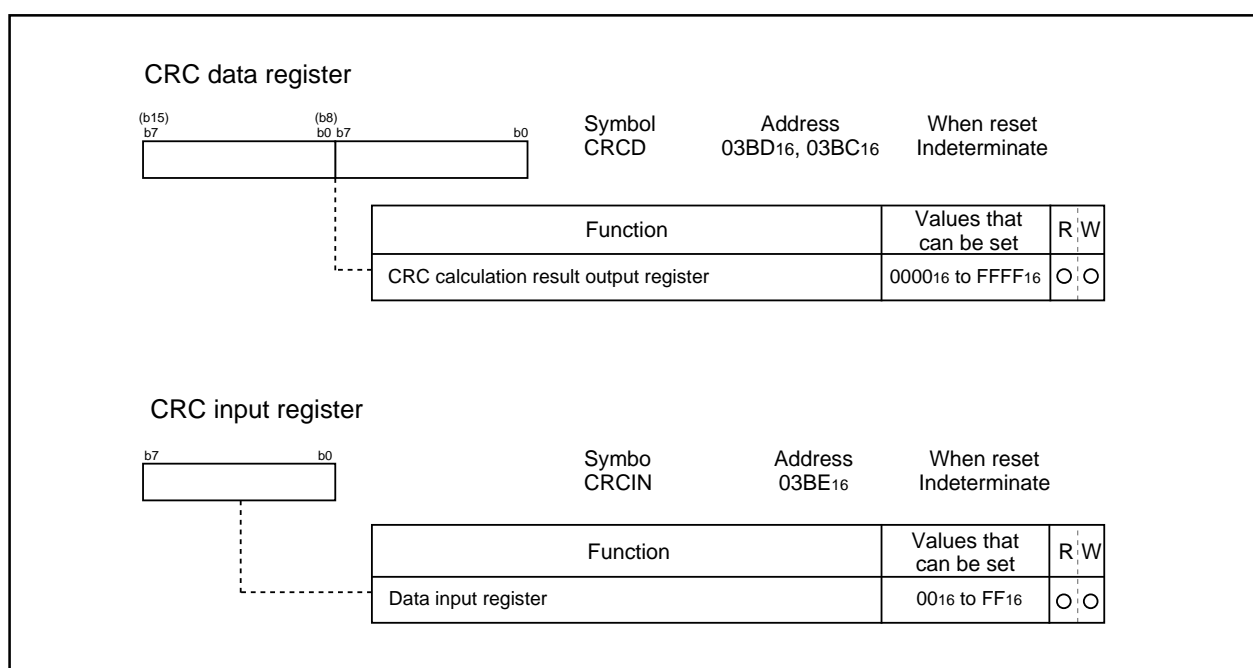 CRC data register
(b15) (b8)
b7 b0 b7 b0
Symbol Address When reset
CRCD 03BD16, 03BC16 Indeterminate
Function Values that can be set R W
CRC calculation result output register 000016 to FFFF16
CRC input register
b7 b0
Symbo Address When reset
CRCIN 03BE16 Indeterminate
Function Values that can be set R W
Data input register 0016 to FF16